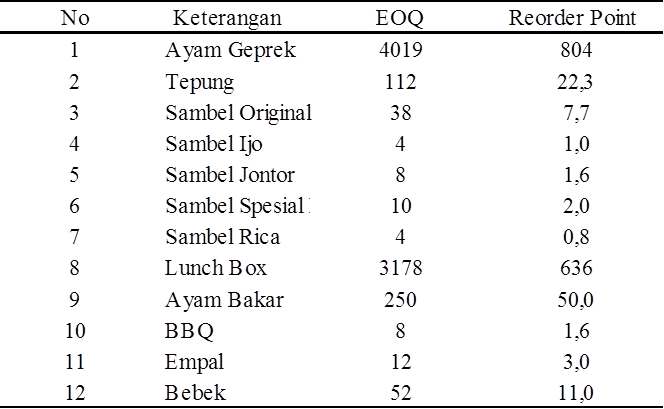 No Keterangan EOQ Reorder Point
1 Ayam Geprek 4019 804
2 Tepung 112 22,3
3 Sambel Original 38 7,7
4 Sambel Ijo 4 1,0
5 Sambel Jontor 8 1,6
6 Sambel Spesial 10 2,0
7 Sambel Rica 4 0,8
8 Lunch Box 3178 636
9 Ayam Bakar 250 50,0
10 BBQ 8 1,6
11 Empal 12 3,0
12 Bebek 52 11,0